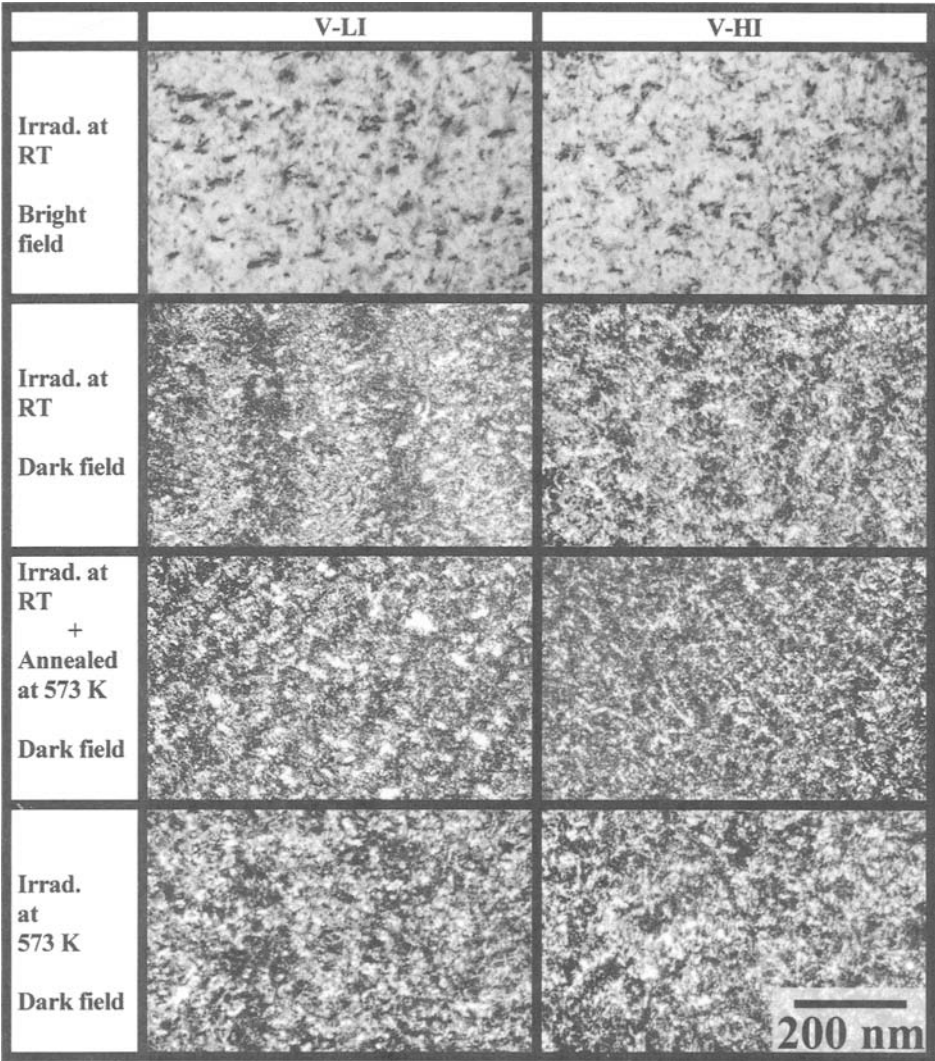 V-LI
V-HI
Irrad. at
RT
Bright
field
Irrad. at
RT
Dark field
Irrad. at
RT
+
Annealed
at 573 K
Dark field
Irrad.
at
573 K
Dark field
200 nm